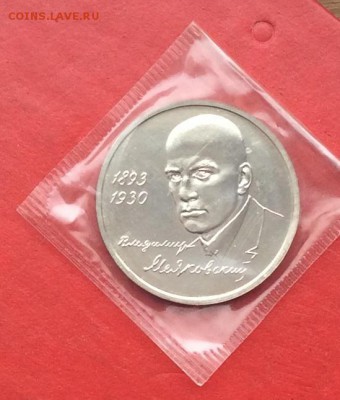 COINS.LAVE.RU
1893
1930
Владимир
Маяковский